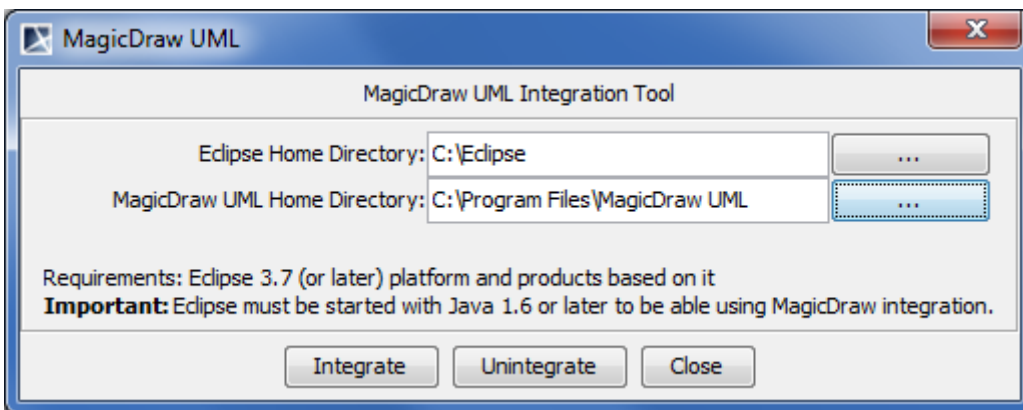 MagicDraw UML
MagicDraw UML Integration Tool
Eclipse Home Directory: C:\Eclipse ...
MagicDraw UML Home Directory: C:\Program Files\MagicDraw UML ...
Requirements: Eclipse 3.7 (or later) platform and products based on it
Important: Eclipse must be started with Java 1.6 or later to be able using MagicDraw integration.
Integrate Unintegrate Close